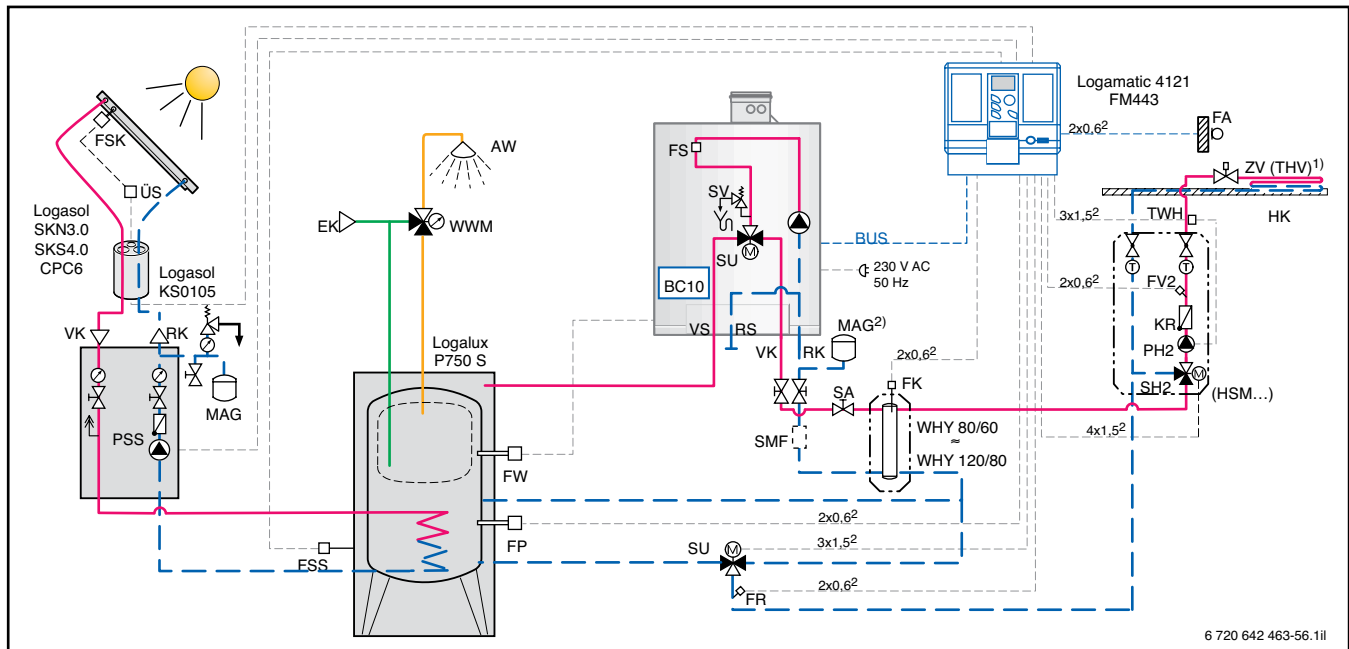 Logamatic 4121
FM443
FA
2x0,6²
FSK
ÜS
Logasol
SKN3.0
SKS4.0
CPC6
Logasol
KS0105
VK
RK
MAG
PSS
FSS
AW
EK
WWM
Logalux
P750 S
FW
FP
FS
SV
SU
M
BC10
BUS
230 V AC
50 Hz
VS
RS
VK
RK
MAG²⁾
SA
FK
2x0,6²
SMF
WHY 80/60
≈
WHY 120/80
ZV (THV)¹⁾
HK
3x1,5²
TWH
T
T
2x0,6²
FV2
KR
PH2
SH2
M
(HSM...)
4x1,5²
2x0,6²
SU
M
3x1,5²
2x0,6²
FR
6 720 642 463-56.1il